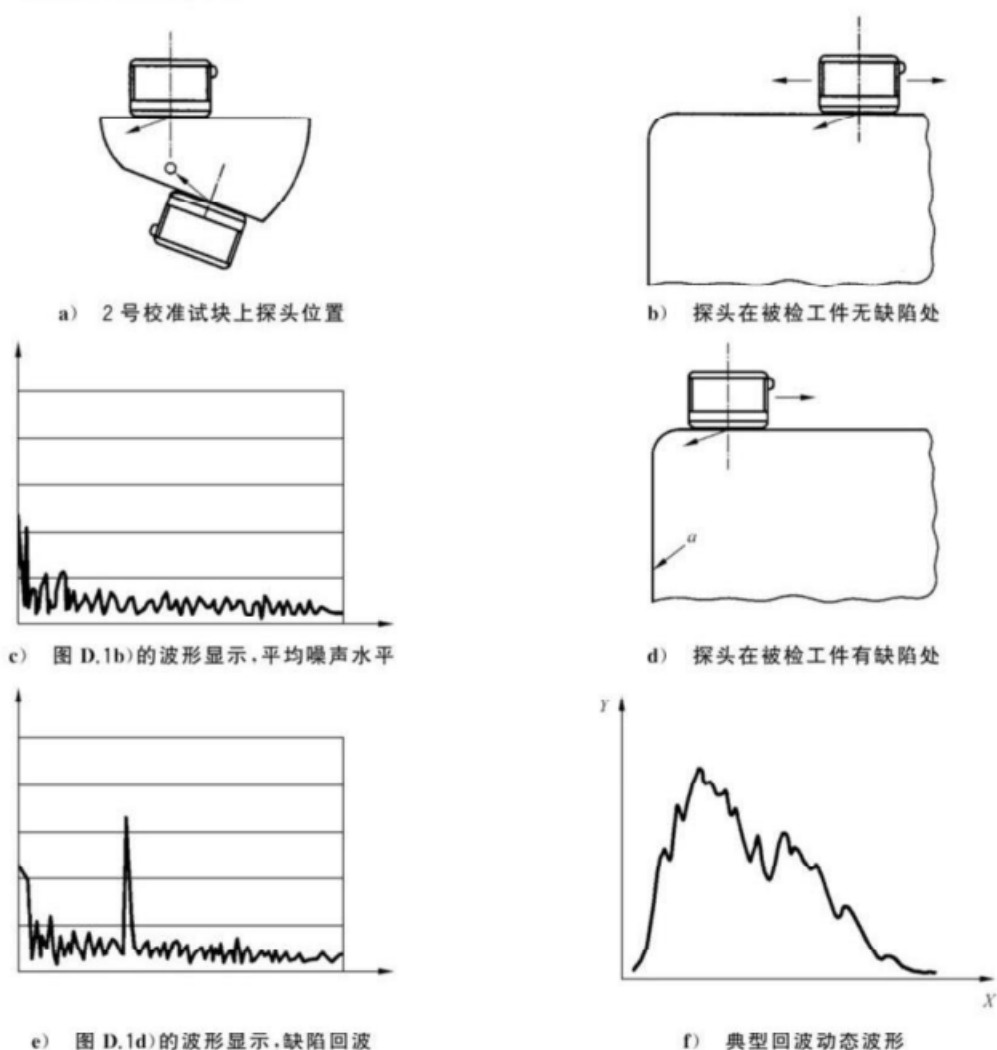 a) 2号校准试块上探头位置
b) 探头在被检工件无缺陷处
c) 图 D.1b)的波形显示,平均噪声水平
a
d) 探头在被检工件有缺陷处
e) 图 D.1d)的波形显示,缺陷回波
Y
X
f) 典型回波动态波形